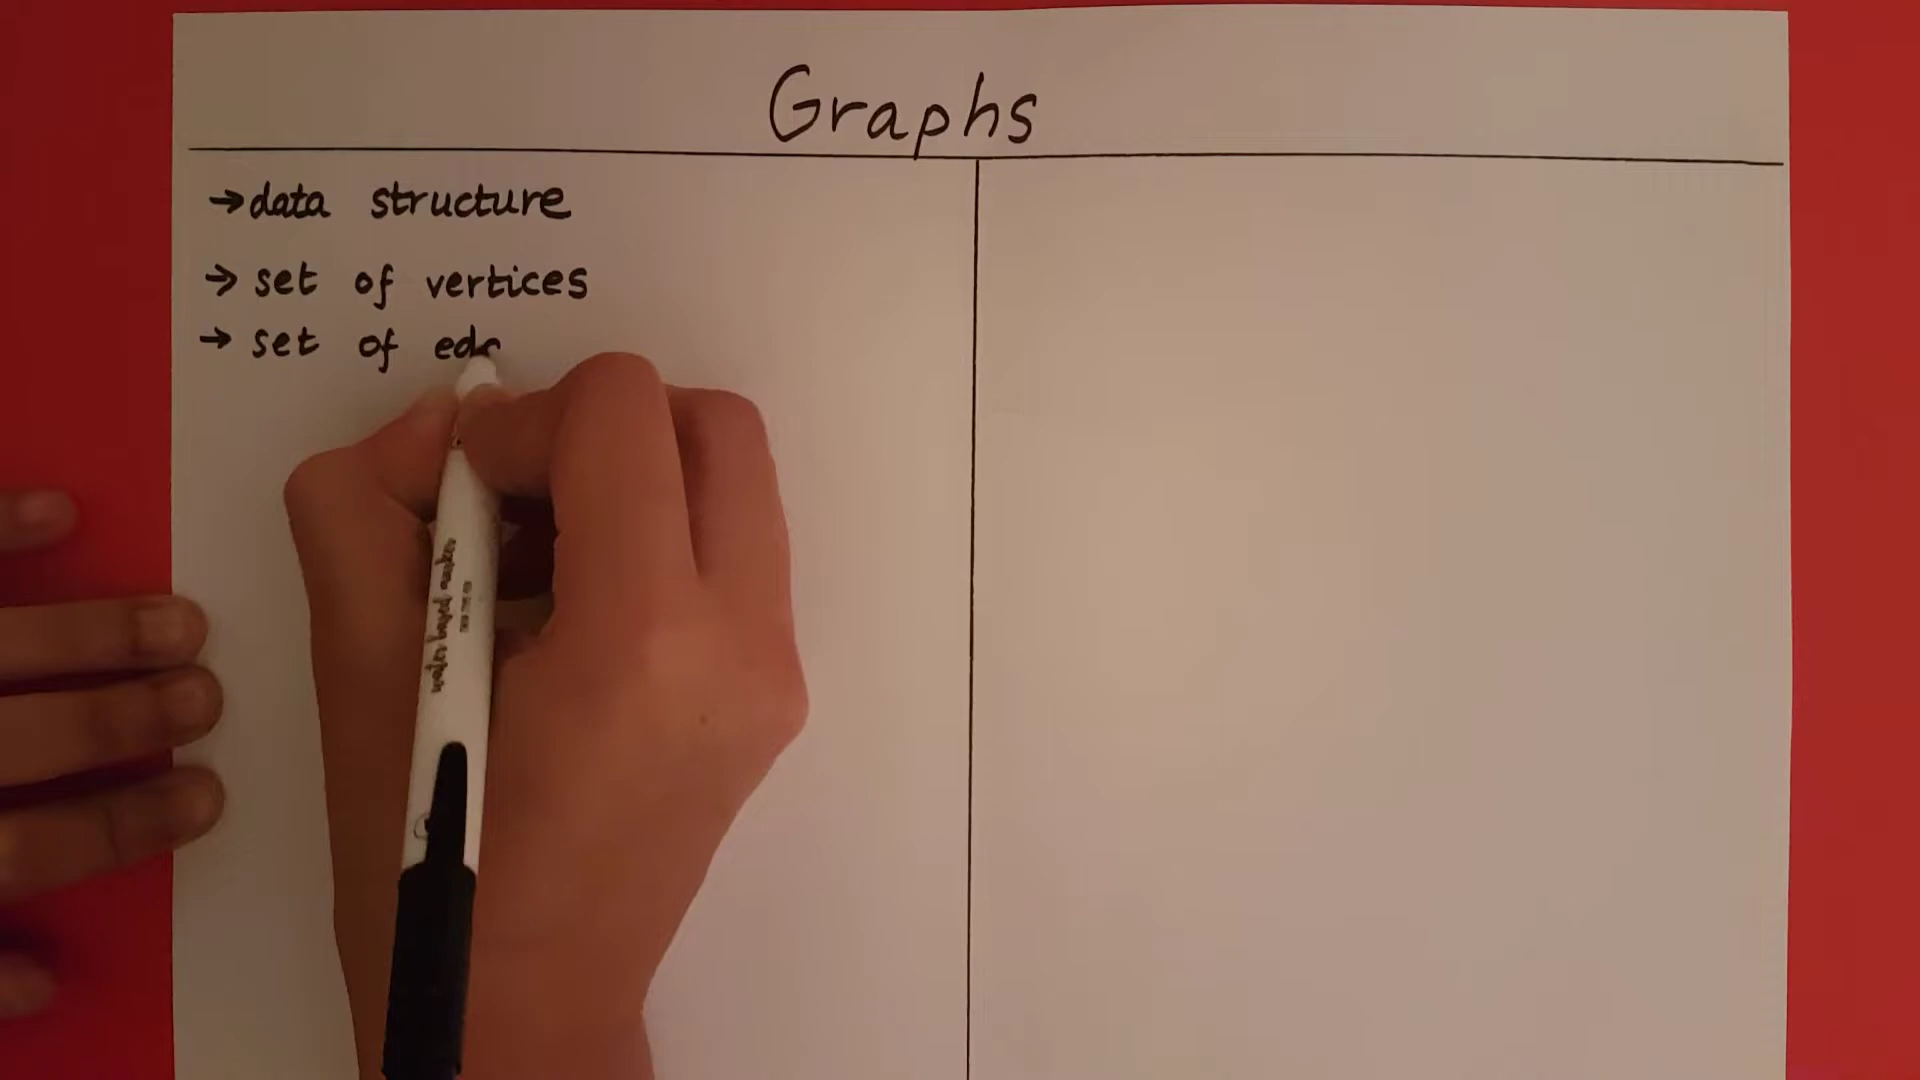 Graphs
→data structure
→ set of vertices
→ set of